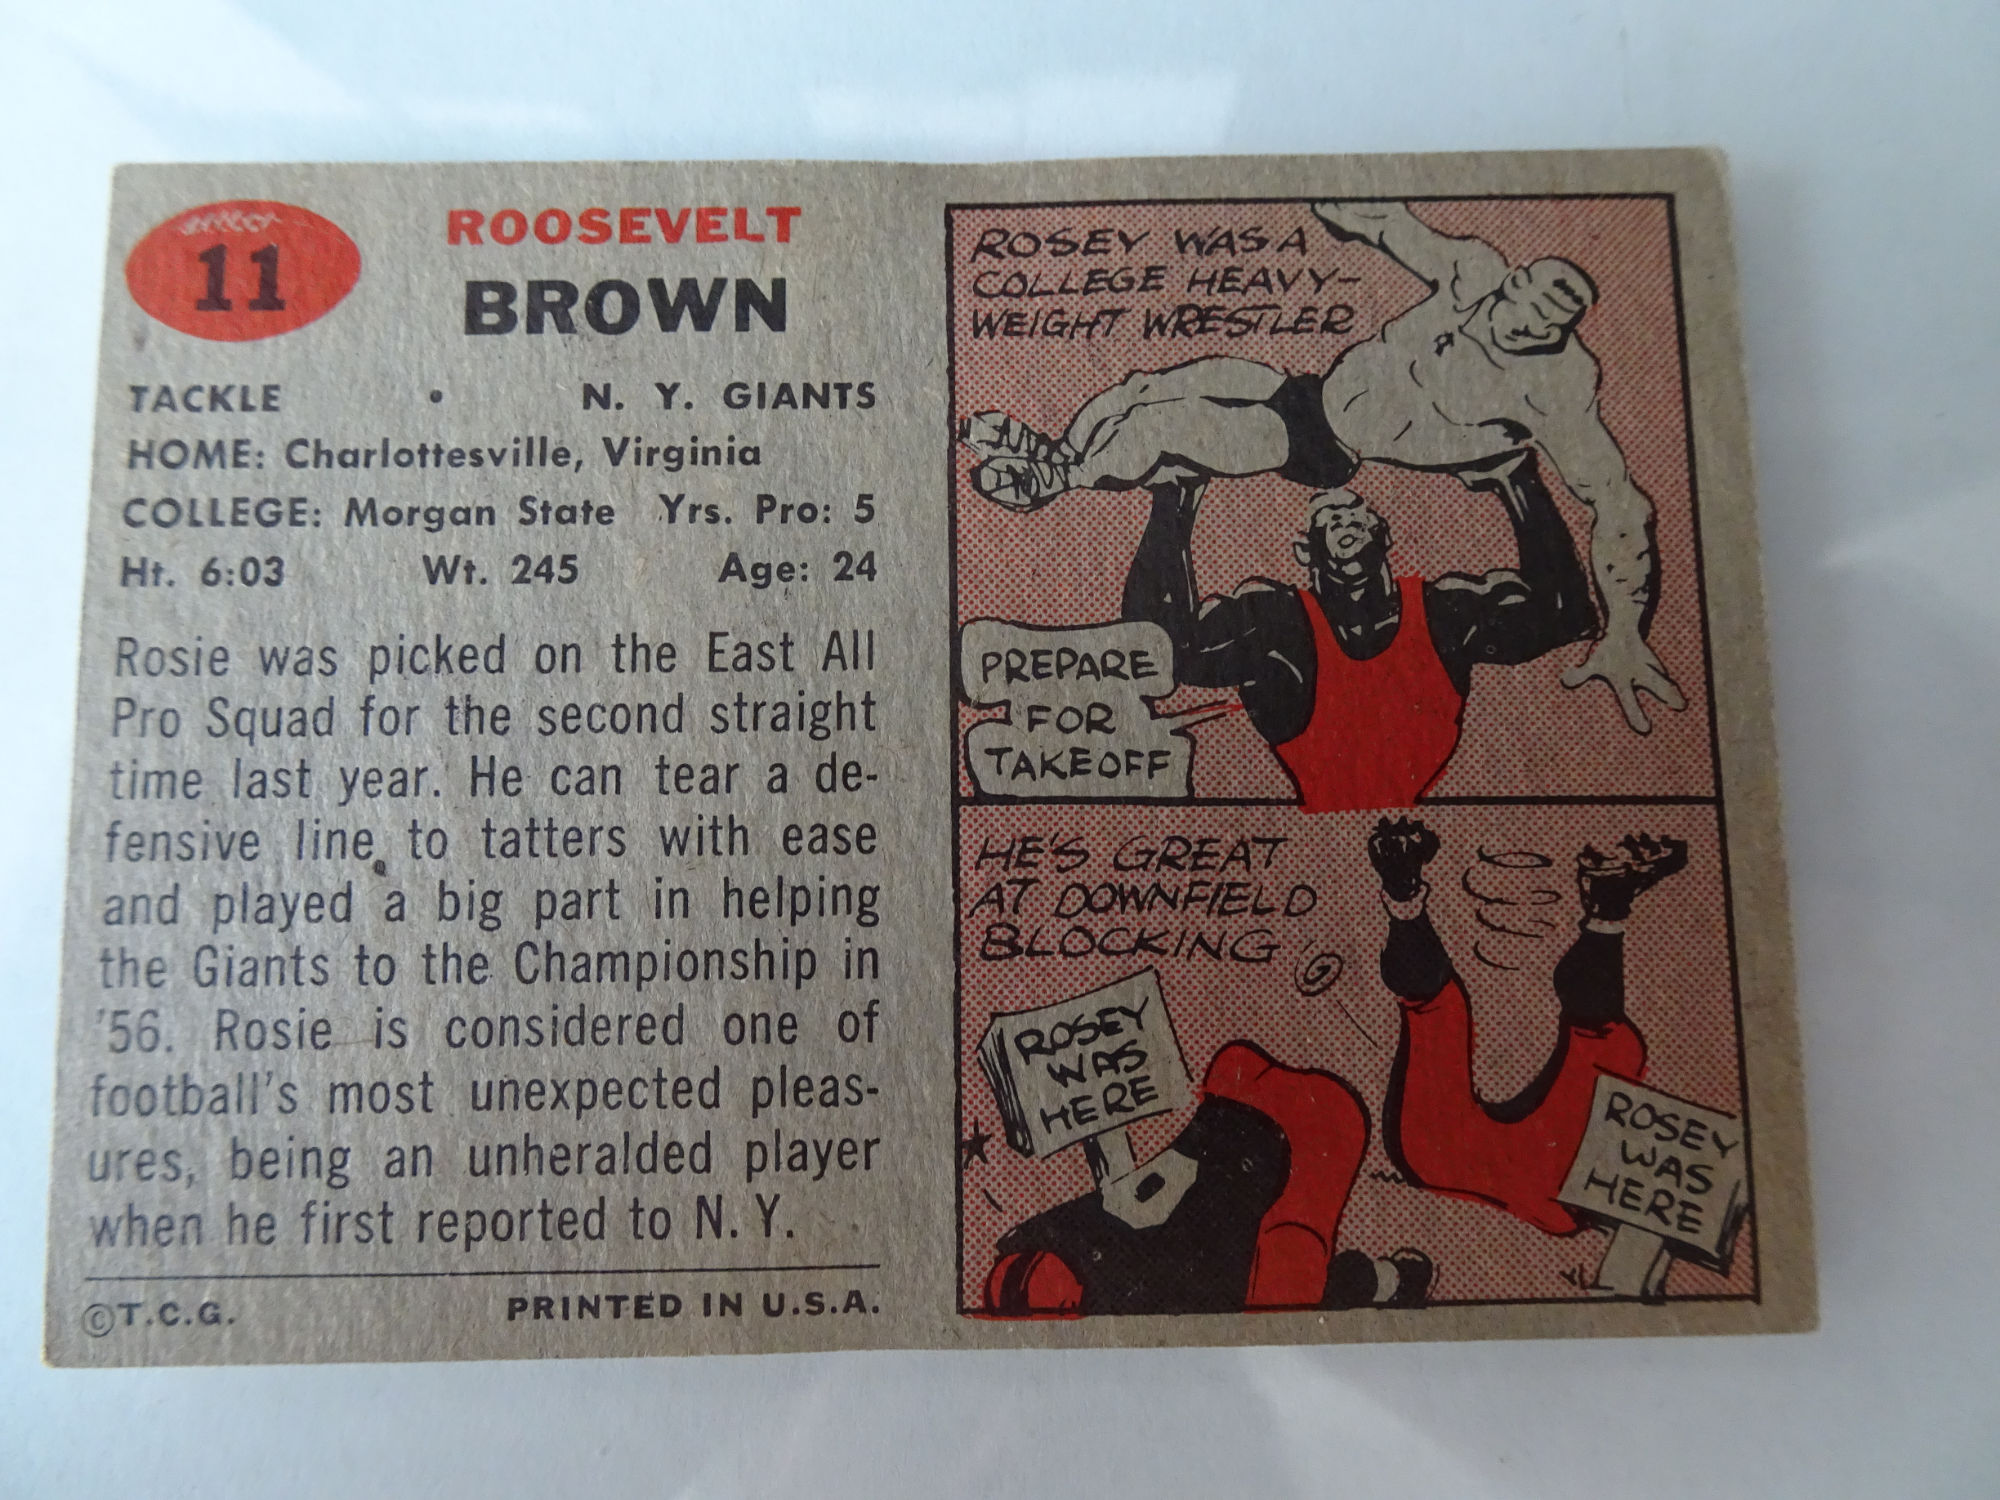 11
ROOSEVELT
BROWN
TACKLE • N. Y. GIANTS
HOME: Charlottesville, Virginia
COLLEGE: Morgan State Yrs. Pro: 5
Ht. 6:03 Wt. 245 Age: 24
Rosie was picked on the East All
Pro Squad for the second straight
time last year. He can tear a de-
fensive line to tatters with ease
and played a big part in helping
the Giants to the Championship in
'56. Rosie is considered one of
football's most unexpected pleas-
ures, being an unheralded player
when he first reported to N. Y.
©T.C.G. PRINTED IN U.S.A.
ROSEY WAS A
COLLEGE HEAVY-
WEIGHT WRESTLER
PREPARE
FOR
TAKEOFF
HE'S GREAT
AT DOWNFIELD
BLOCKING
ROSEY
WAS
HERE
ROSEY
WAS
HERE